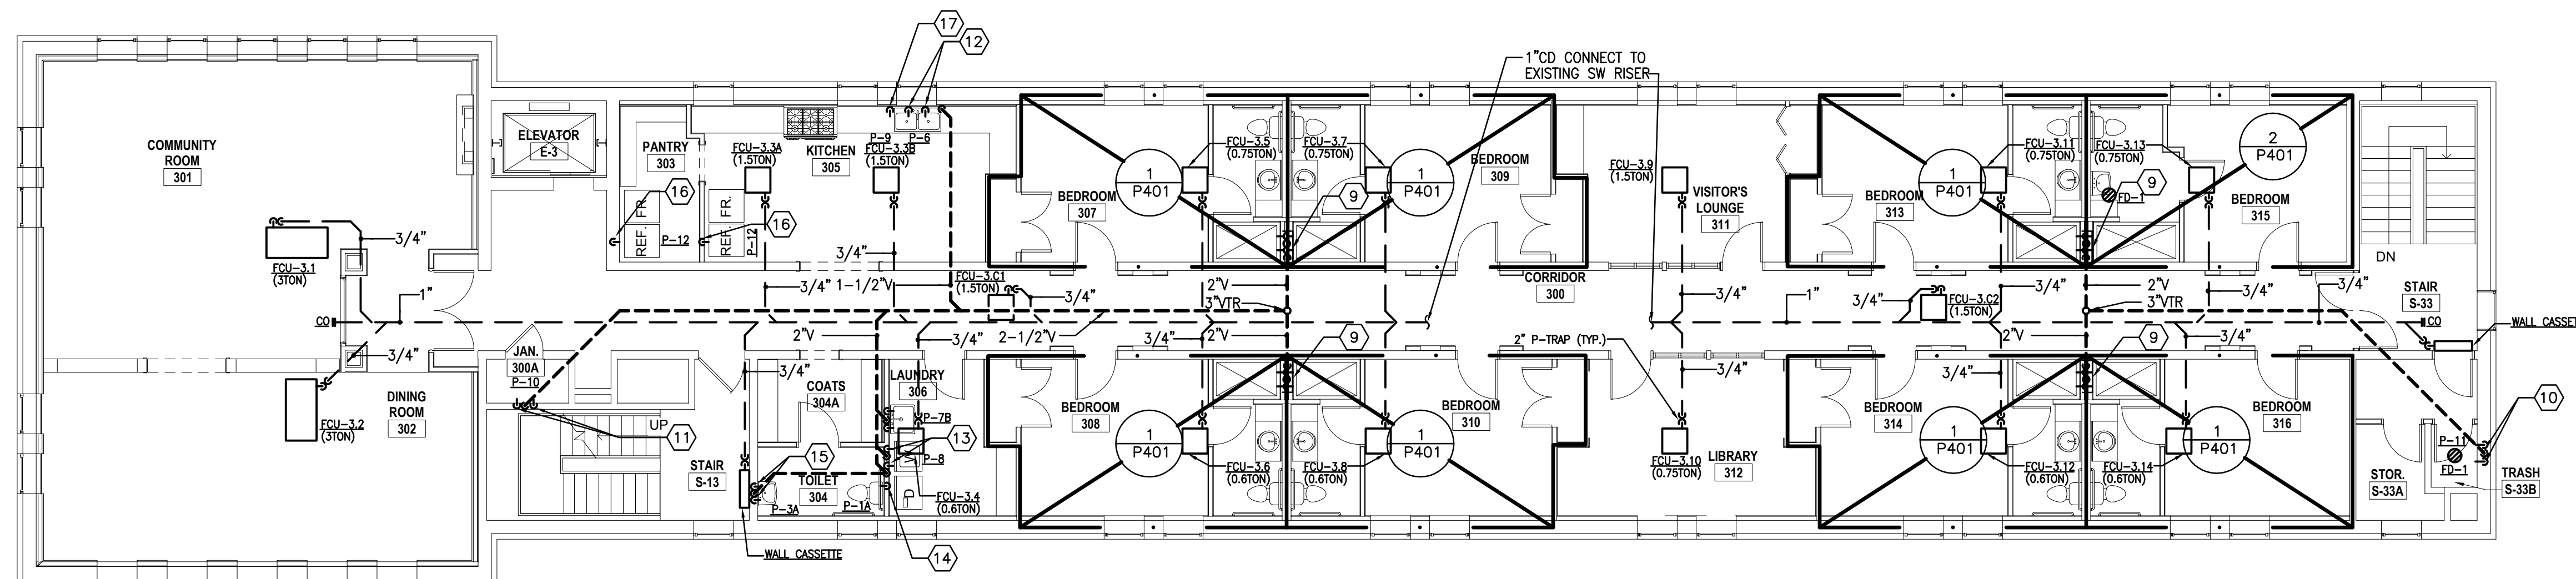 17
12
1"CD CONNECT TO
EXISTING SW RISER
COMMUNITY
ROOM
301
ELEVATOR
E-3
PANTRY
303
P-9
P-6
FCU-3.3A
(1.5TON)
KITCHEN
305
FCU-3.3B
(1.5TON)
16
REF. FR.
P-12
REF. FR.
P-12
16
3/4"
FCU-3.1
(3TON)
1"
CO
3/4"
3/4"
3/4"
1-1/2"V
FCU-3.C1
(1.5TON)
3/4"
BEDROOM
307
1
P401
FCU-3.5
(0.75TON)
FCU-3.7
(0.75TON)
1
P401
BEDROOM
309
9
2"V
3"VTR
FCU-3.9
(1.5TON)
VISITOR'S
LOUNGE
311
CORRIDOR
300
3/4"
1"
BEDROOM
313
1
P401
FCU-3.11
(0.75TON)
FCU-3.13
(0.75TON)
2
P401
FD-1
9
BEDROOM
315
3/4"
FCU-3.C2
(1.5TON)
3/4"
2"V
3"VTR
3/4"
3/4"
DN
STAIR
S-33
CO
WALL CASSET
JAN.
300A
P-10
2"V
3/4"
2-1/2"V
3/4"
2"V
9
2" P-TRAP (TYP.)
3/4"
2"V
9
3/4"
3/4"
DINING
ROOM
302
FCU-3.2
(3TON)
UP
11
STAIR
S-13
3/4"
COATS
304A
LAUNDRY
306
P-7B
13
P-8
W
D
15
TOILET
304
P-3A
P-1A
FCU-3.4
(0.6TON)
14
WALL CASSETTE
BEDROOM
308
1
P401
FCU-3.6
(0.6TON)
FCU-3.8
(0.6TON)
1
P401
BEDROOM
310
FCU-3.10
(0.75TON)
LIBRARY
312
BEDROOM
314
1
P401
FCU-3.12
(0.6TON)
FCU-3.14
(0.6TON)
1
P401
BEDROOM
316
10
P-11
FD-1
STOR.
S-33A
TRASH
S-33B